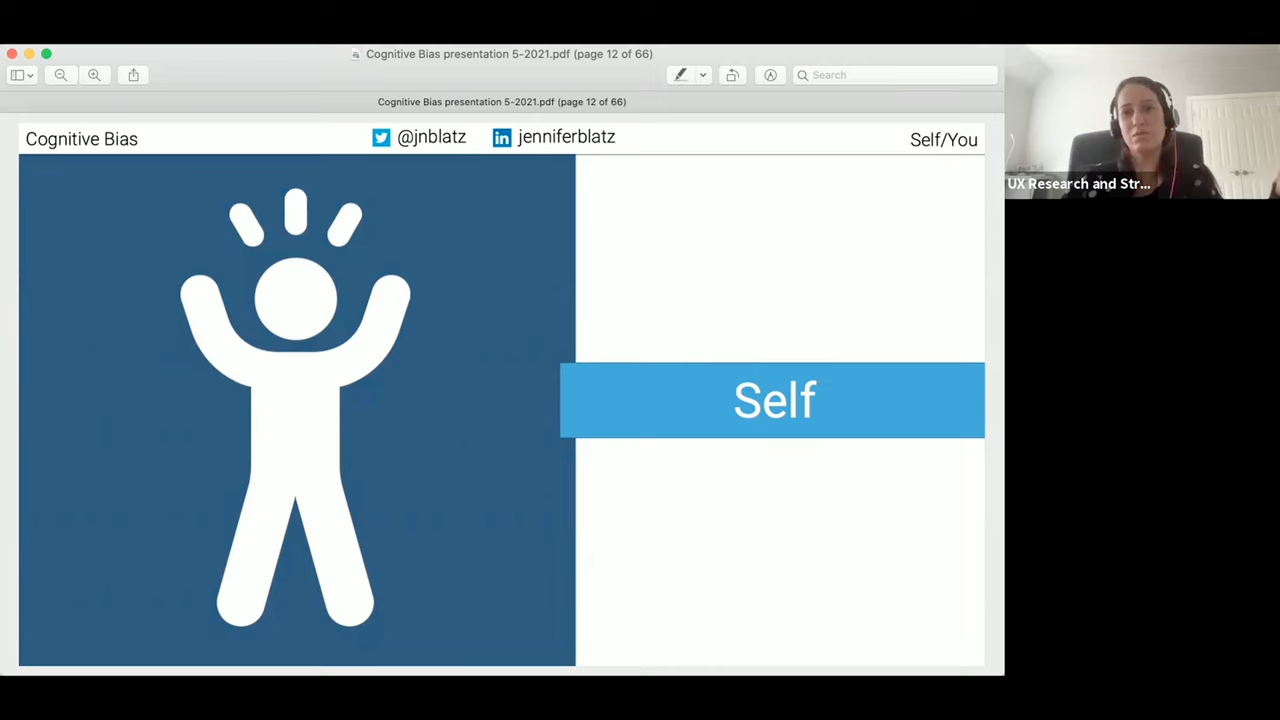 Cognitive Bias presentation 5-2021.pdf (page 12 of 66)
Search
Cognitive Bias presentation 5-2021.pdf (page 12 of 66)
Cognitive Bias
@jnblatz
in jenniferblatz
Self/You
UX Research and Str...
Self